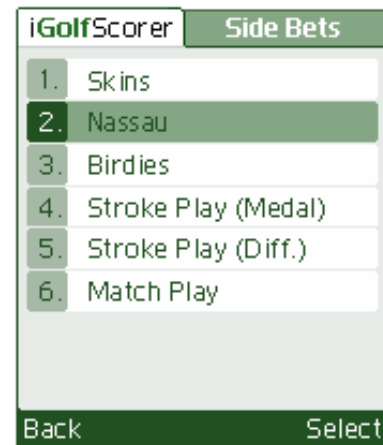 iGolfScorer Side Bets
1. Skins
2. Nassau
3. Birdies
4. Stroke Play (Medal)
5. Stroke Play (Diff.)
6. Match Play
Back Select